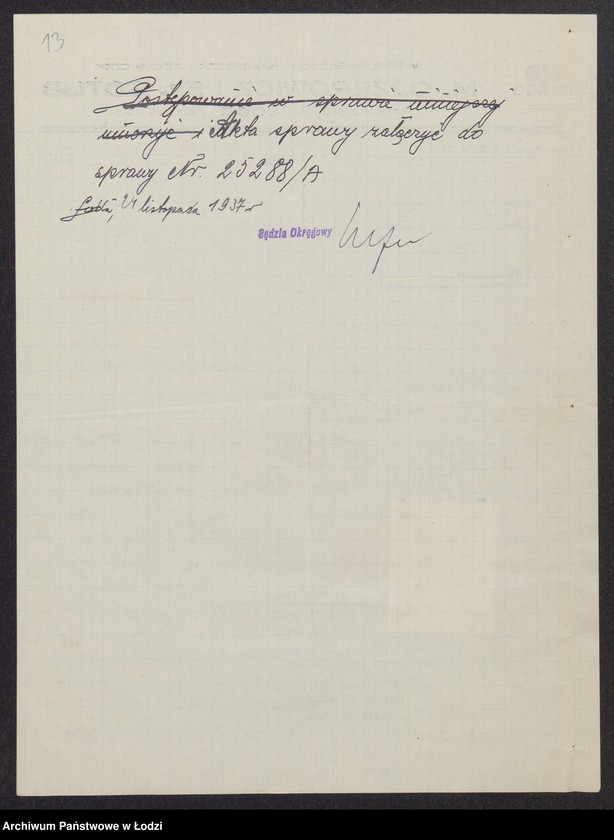 13
Postępowanie w sprawie niniejszej
umorzyć i Akta sprawy załączyć do
sprawy Nr. 25288/A
Łódź, 24 listopada 1937 r
Sędzia Okręgowy
Archiwum Państwowe w Łodzi